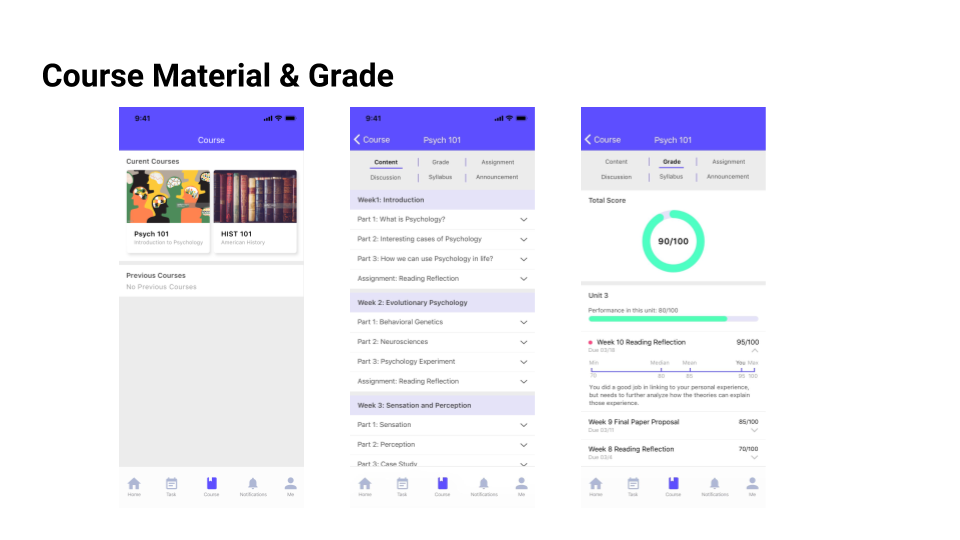 Course Material & Grade
9:41
Course
Curent Courses
Psych 101
Introduction to Psychology
HIST 101
American History
Previous Courses
No Previous Courses
Home Task Course Notifications Me
9:41
Course Psych 101
Content Grade Assignment
Discussion Syllabus Announcement
Week1: Introduction
Part 1: What is Psychology?
Part 2: Interesting cases of Psychology
Part 3: How we can use Psychology in life?
Assignment: Reading Reflection
Week 2: Evolutionary Psychology
Part 1: Behavioral Genetics
Part 2: Neurosciences
Part 3: Psychology Experiment
Assignment: Reading Reflection
Week 3: Sensation and Perception
Part 1: Sensation
Part 2: Perception
Part 3: Case Study
Home Task Course Notifications Me
Course Psych 101
Content Grade Assignment
Discussion Syllabus Announcement
Total Score
90/100
Unit 3
Performance in this unit: 80/100
Week 10 Reading Reflection 95/100
Due 03/18
Min Median Mean You Max
70 80 85 95 100
You did a good job in linking to your personal experience,
but needs to further analyze how the theories can explain
those experience.
Week 9 Final Paper Proposal 85/100
Due 03/11
Week 8 Reading Reflection 70/100
Due 03/4
Home Task Course Notifications Me